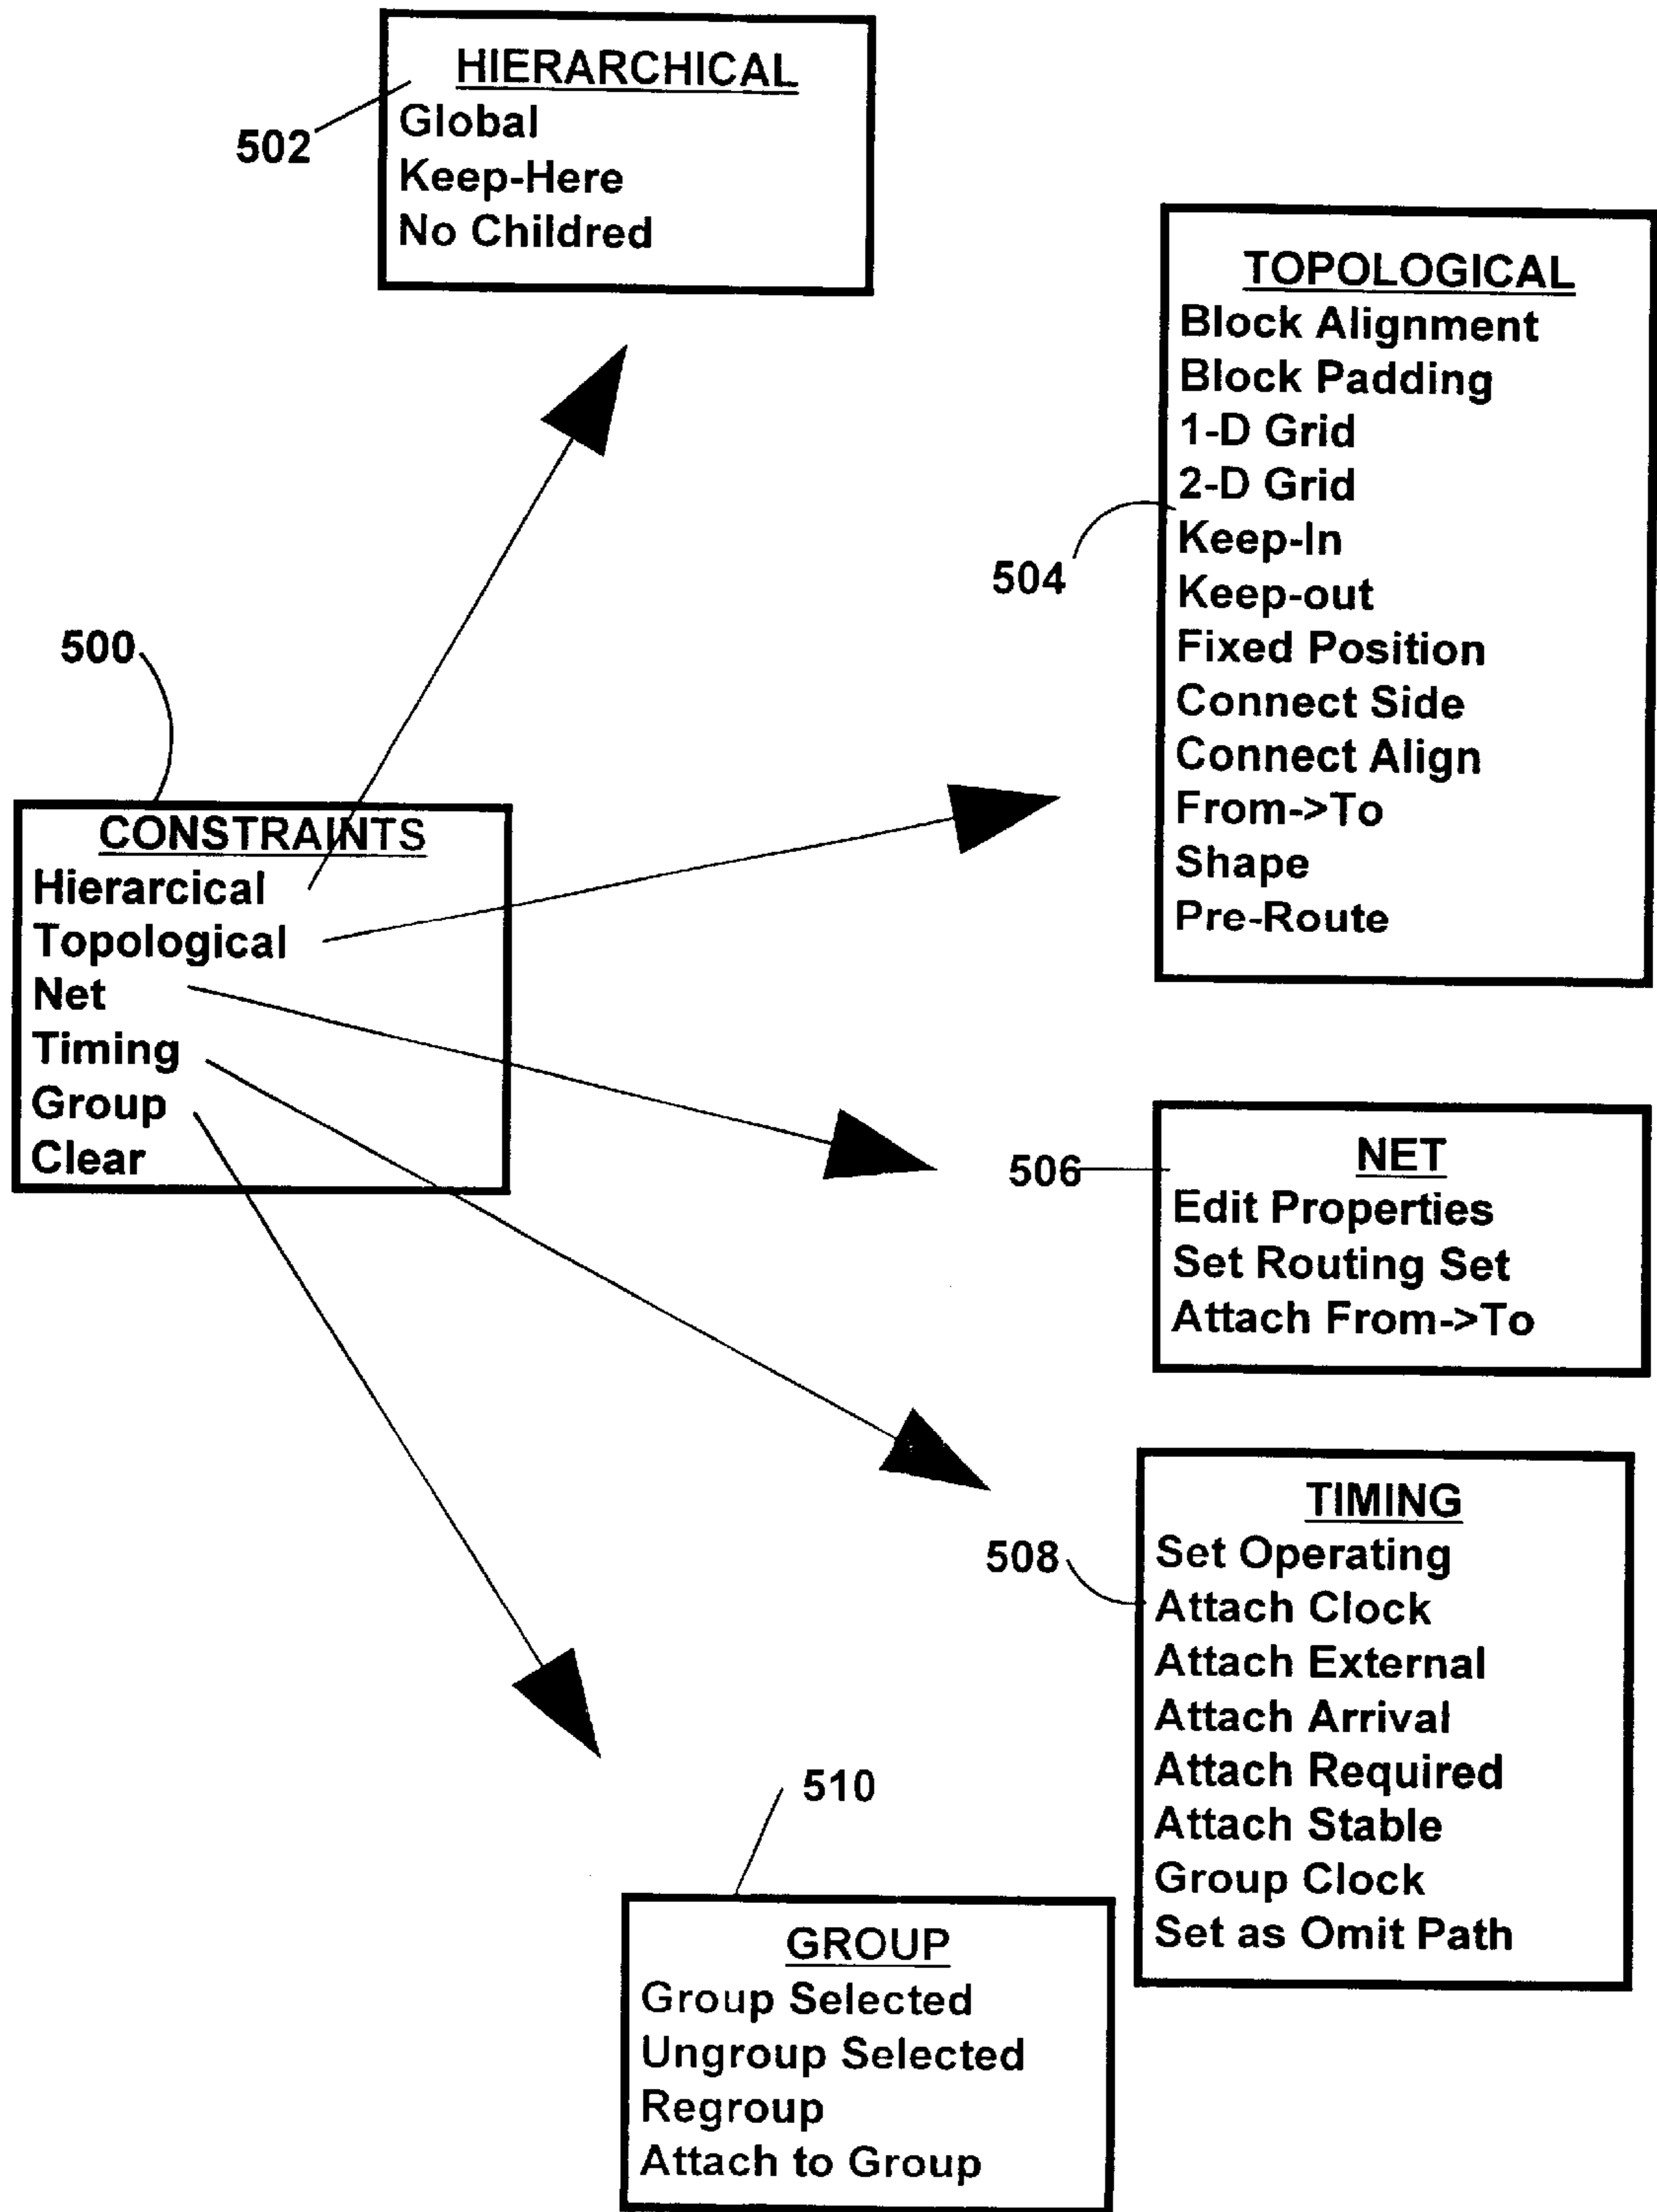 HIERARCHICAL
Global
Keep-Here
No Childred
502
TOPOLOGICAL
Block Alignment
Block Padding
1-D Grid
2-D Grid
Keep-In
Keep-out
Fixed Position
Connect Side
Connect Align
From->To
Shape
Pre-Route
504
500
CONSTRAINTS
Hierarcical
Topological
Net
Timing
Group
Clear
506
NET
Edit Properties
Set Routing Set
Attach From->To
508
TIMING
Set Operating
Attach Clock
Attach External
Attach Arrival
Attach Required
Attach Stable
Group Clock
Set as Omit Path
510
GROUP
Group Selected
Ungroup Selected
Regroup
Attach to Group